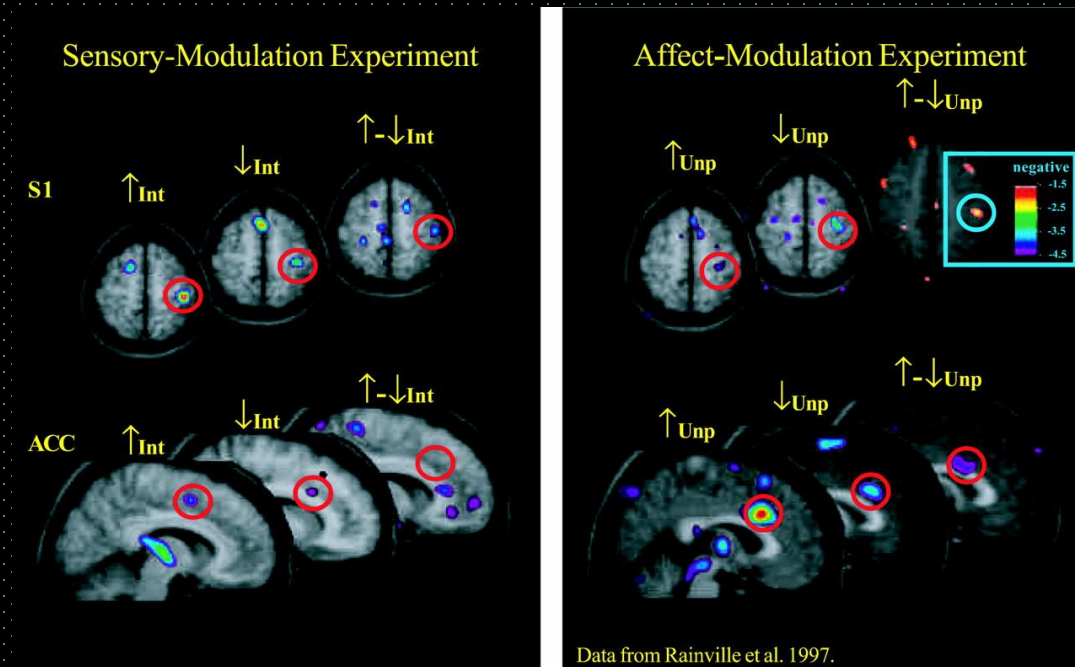 Sensory-Modulation Experiment
S1
↑Int
↓Int
↑-↓Int
ACC
↑Int
↓Int
↑-↓Int
Affect-Modulation Experiment
↑Unp
↓Unp
↑-↓Unp
negative
-1.5
-2.5
-3.5
-4.5
↑Unp
↓Unp
↑-↓Unp
Data from Rainville et al. 1997.